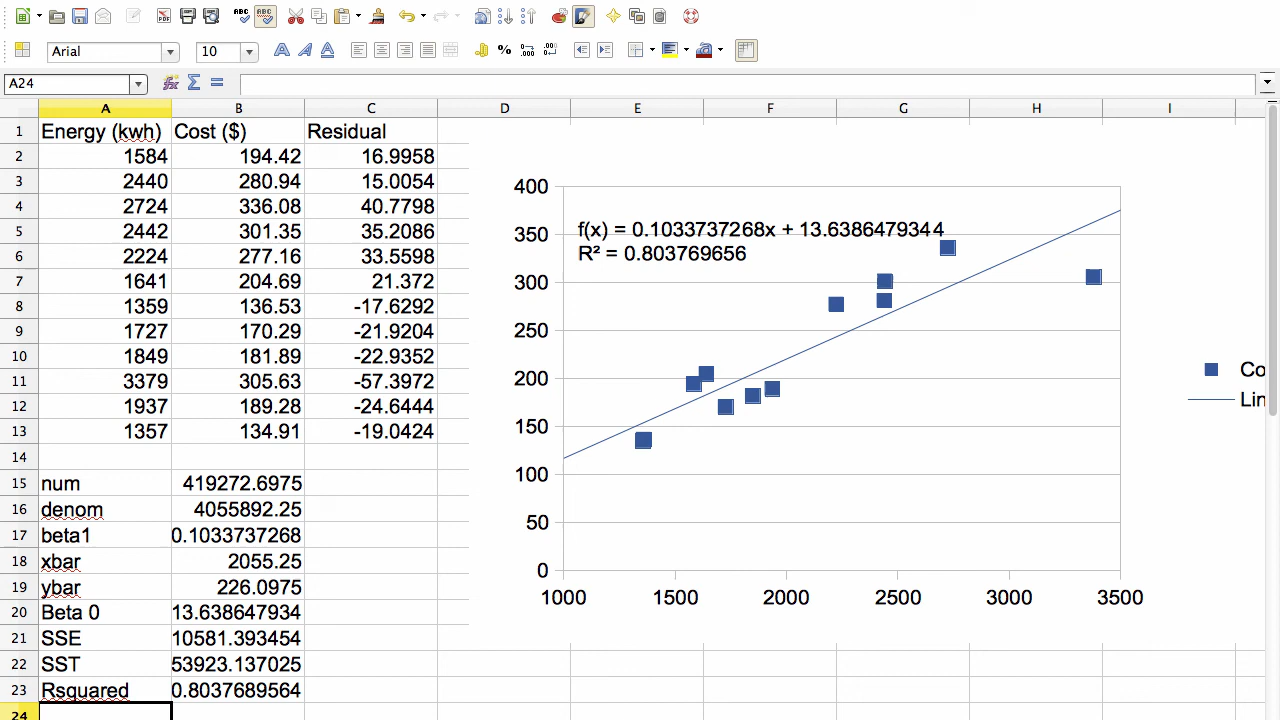 Arial 10
A24
A B C D E F G H I
1 Energy (kwh) Cost ($) Residual
2 1584 194.42 16.9958
3 2440 280.94 15.0054
4 2724 336.08 40.7798
5 2442 301.35 35.2086
6 2224 277.16 33.5598
7 1641 204.69 21.372
8 1359 136.53 -17.6292
9 1727 170.29 -21.9204
10 1849 181.89 -22.9352
11 3379 305.63 -57.3972
12 1937 189.28 -24.6444
13 1357 134.91 -19.0424
14
15 num 419272.6975
16 denom 4055892.25
17 beta1 0.1033737268
18 xbar 2055.25
19 ybar 226.0975
20 Beta 0 13.638647934
21 SSE 10581.393454
22 SST 53923.137025
23 Rsquared 0.8037689564
24
400
350
300
250
200
150
100
50
0
f(x) = 0.1033737268x + 13.6386479344
R² = 0.803769656
1000 1500 2000 2500 3000 3500
Co
Lin